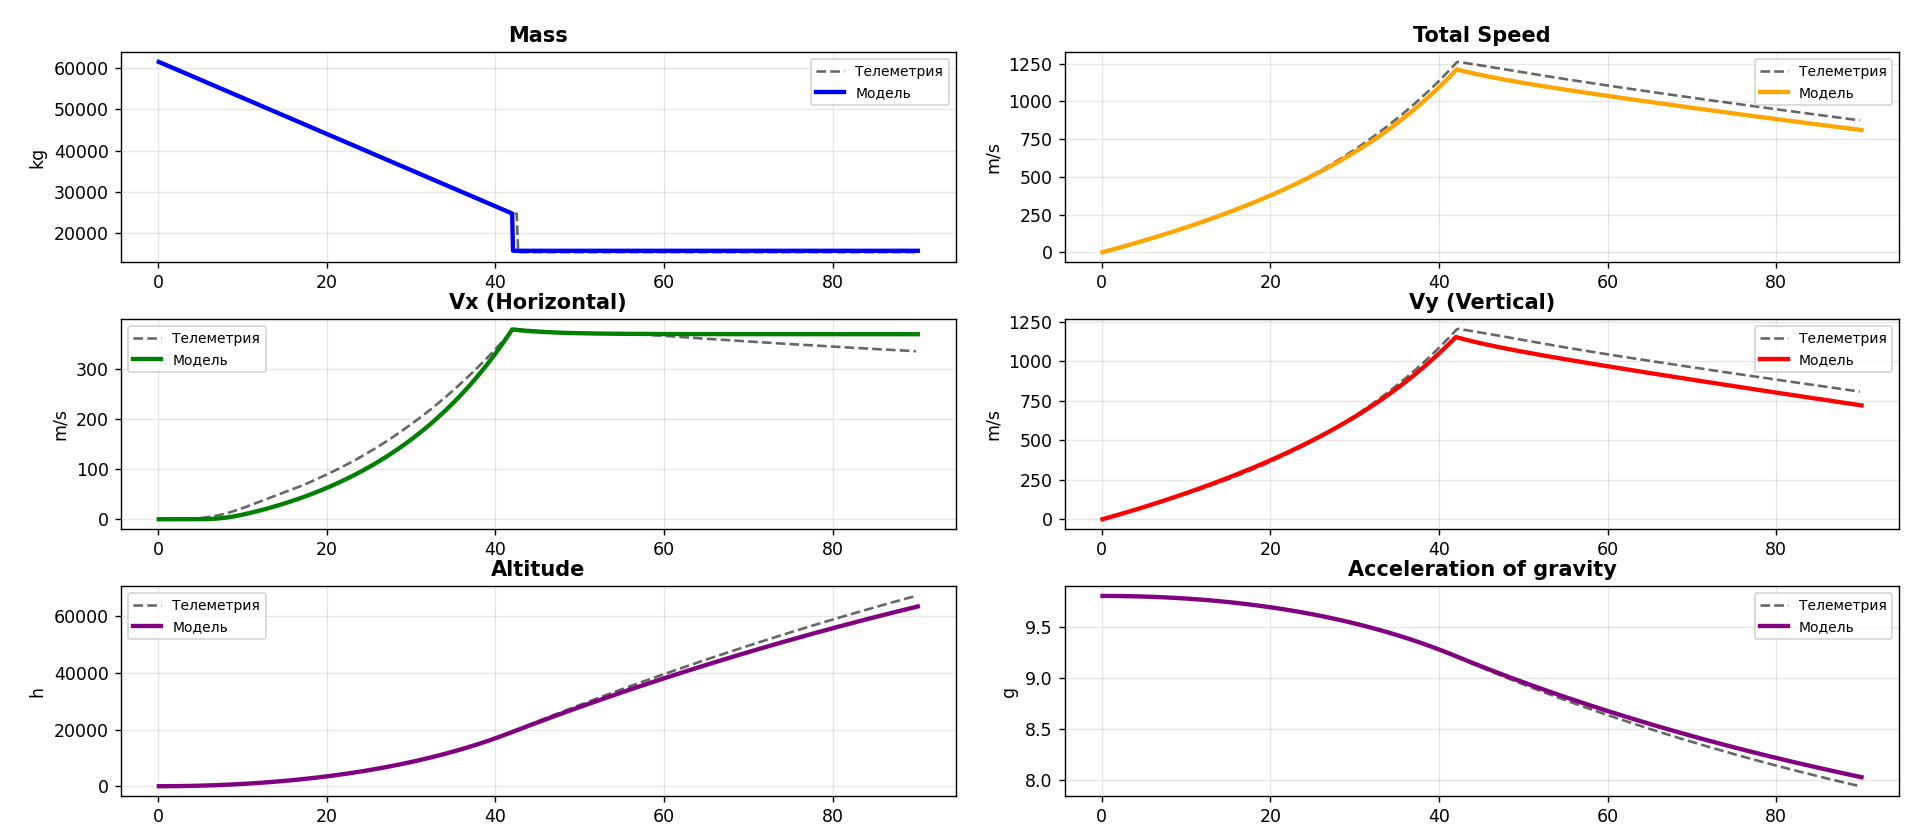 Mass
60000
50000
40000
30000
20000
kg
0
20
40
60
80
Телеметрия
Модель
Total Speed
1250
1000
750
500
250
0
m/s
0
20
40
60
80
Телеметрия
Модель
Vx (Horizontal)
300
200
100
0
m/s
0
20
40
60
80
Телеметрия
Модель
Vy (Vertical)
1250
1000
750
500
250
0
m/s
0
20
40
60
80
Телеметрия
Модель
Altitude
60000
40000
20000
0
h
0
20
40
60
80
Телеметрия
Модель
Acceleration of gravity
9.5
9.0
8.5
8.0
g
0
20
40
60
80
Телеметрия
Модель